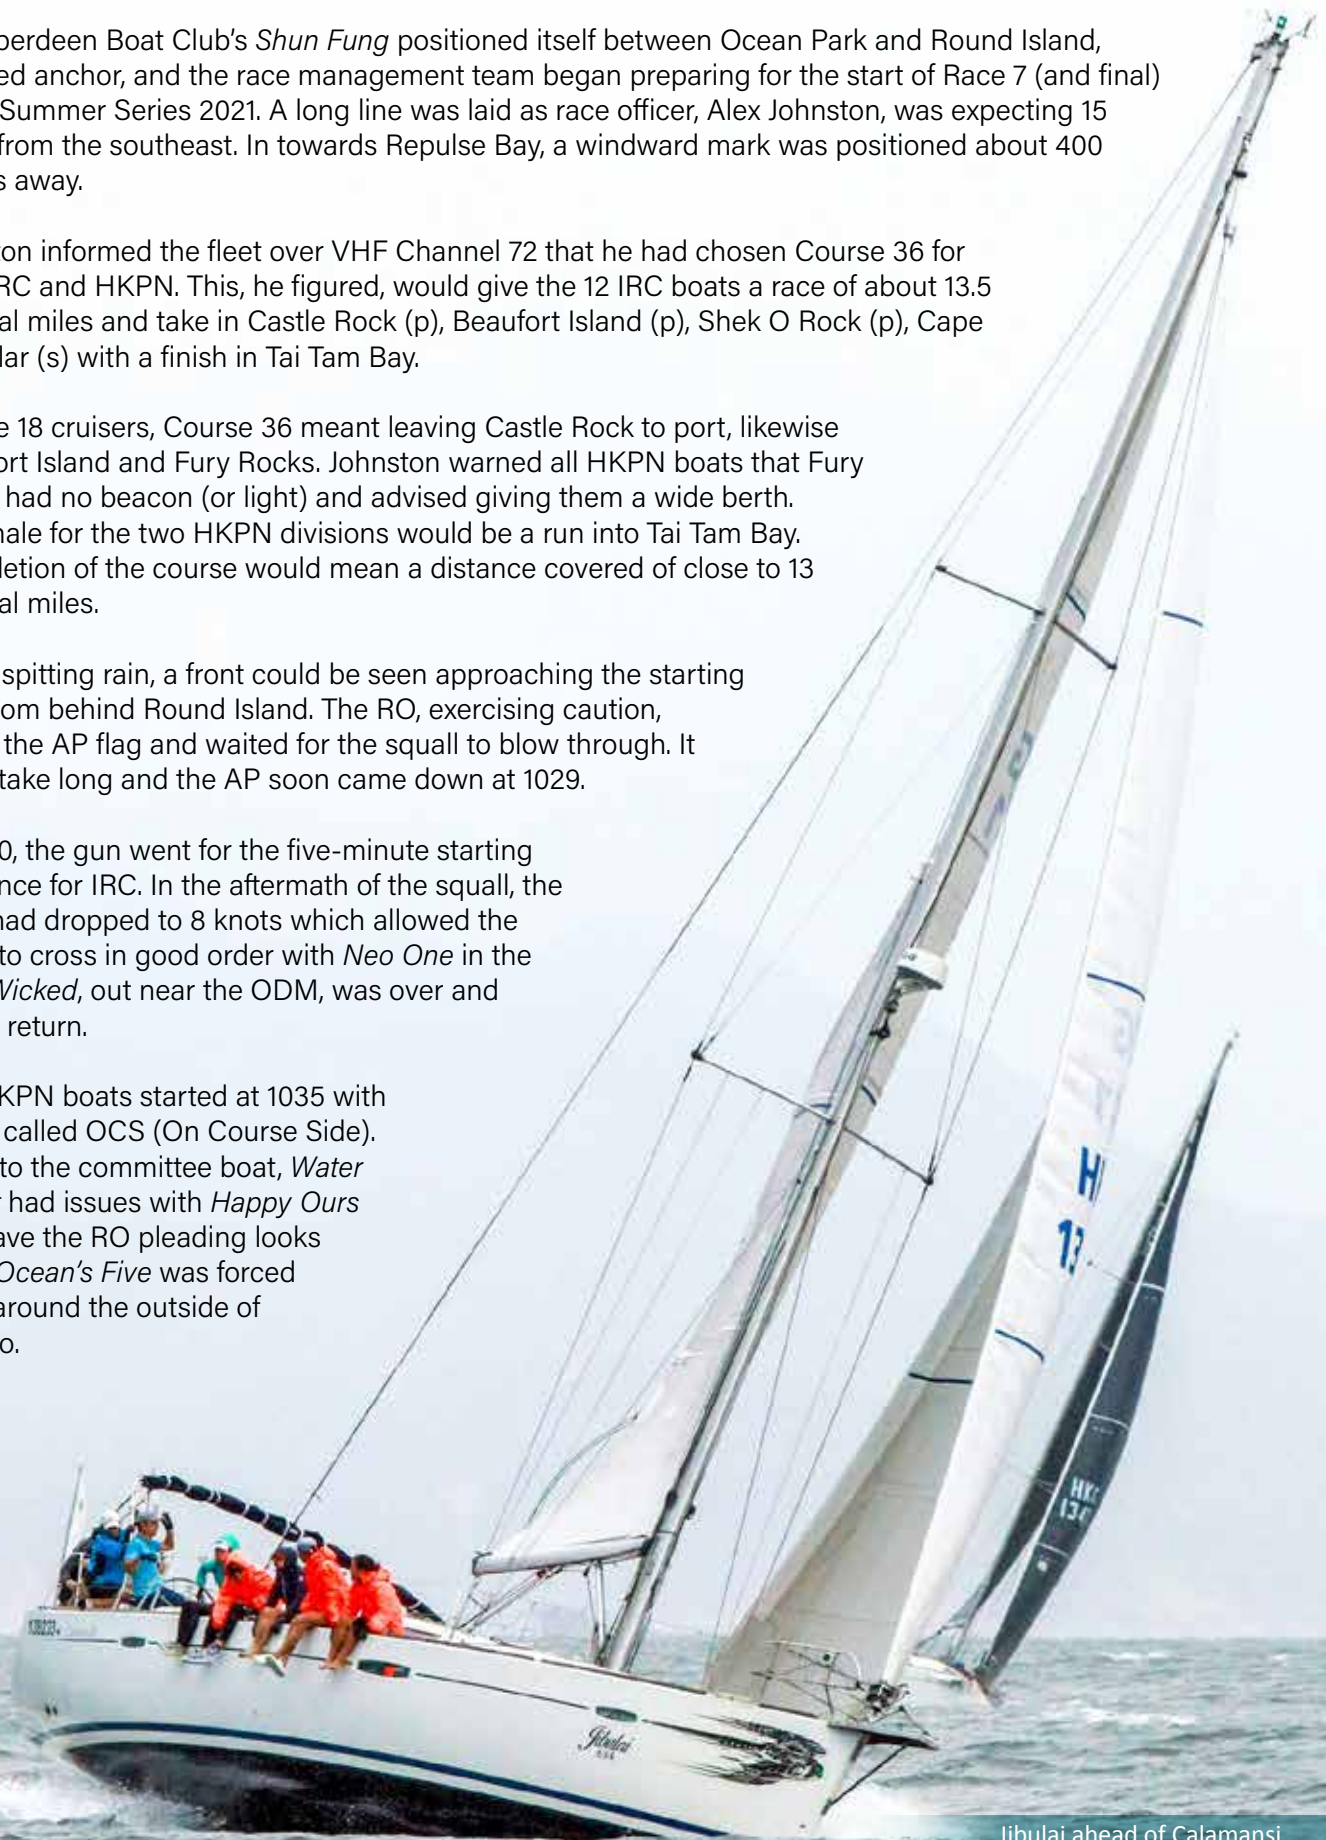 berdeen Boat Club's Shun Fung positioned itself between Ocean Park and Round Island,
ed anchor, and the race management team began preparing for the start of Race 7 (and final)
Summer Series 2021. A long line was laid as race officer, Alex Johnston, was expecting 15
from the southeast. In towards Repulse Bay, a windward mark was positioned about 400
s away.
ton informed the fleet over VHF Channel 72 that he had chosen Course 36 for
RC and HKPN. This, he figured, would give the 12 IRC boats a race of about 13.5
al miles and take in Castle Rock (p), Beaufort Island (p), Shek O Rock (p), Cape
lar (s) with a finish in Tai Tam Bay.
e 18 cruisers, Course 36 meant leaving Castle Rock to port, likewise
ort Island and Fury Rocks. Johnston warned all HKPN boats that Fury
had no beacon (or light) and advised giving them a wide berth.
nale for the two HKPN divisions would be a run into Tai Tam Bay.
letion of the course would mean a distance covered of close to 13
al miles.
spitting rain, a front could be seen approaching the starting
om behind Round Island. The RO, exercising caution,
the AP flag and waited for the squall to blow through. It
take long and the AP soon came down at 1029.
0, the gun went for the five-minute starting
nce for IRC. In the aftermath of the squall, the
had dropped to 8 knots which allowed the
to cross in good order with Neo One in the
Wicked, out near the ODM, was over and
return.
KPN boats started at 1035 with
called OCS (On Course Side).
to the committee boat, Water
r had issues with Happy Ours
ave the RO pleading looks
Ocean's Five was forced
around the outside of
o.
H
13
HK
13
Jibulai
Jibulai ahead of Calamansi